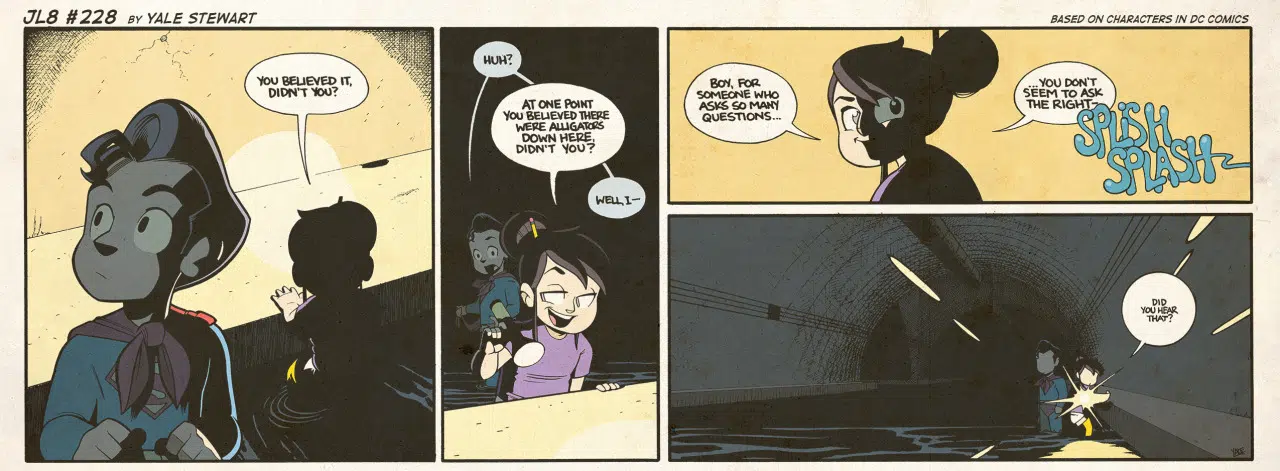 JL8 #228 BY YALE STEWART
BASED ON CHARACTERS IN DC COMICS
YOU BELIEVED IT,
DIDN'T YOU?
HUH?
AT ONE POINT
YOU BELIEVED THERE
WERE ALLIGATORS
DOWN HERE,
DIDN'T YOU?
WELL, I—
BOY, FOR
SOMEONE WHO
ASKS SO MANY
QUESTIONS...
...YOU DON'T
SEEM TO ASK
THE RIGHT—
SPLISH
SPLASH
DID
YOU HEAR
THAT?
YALE